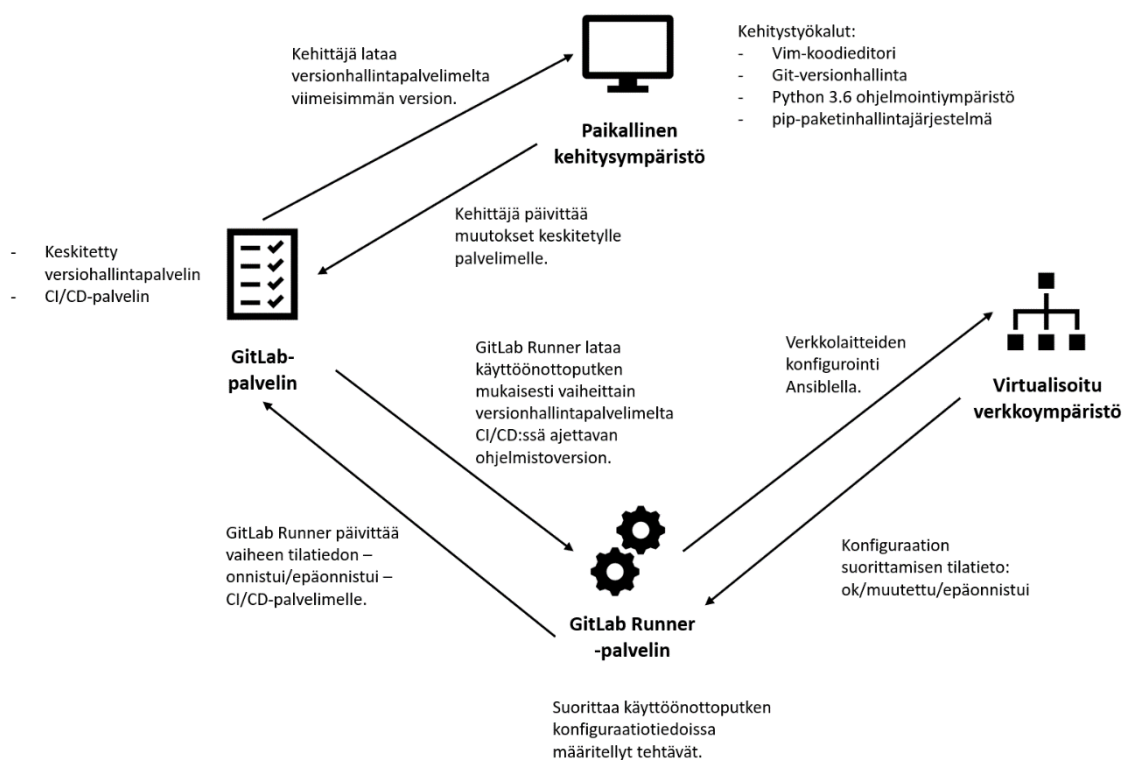 Kehittäjä lataa
versionhallintapalvelimelta
viimeisimmän version.
Kehitystyökalut:
- Vim-koodieditori
- Git-versionhallinta
- Python 3.6 ohjelmointiympäristö
- pip-paketinhallintajärjestelmä
Paikallinen
kehitysympäristö
Kehittäjä päivittää
muutokset keskitetylle
palvelimelle.
- Keskitetty
versiohallintapalvelin
- CI/CD-palvelin
GitLab-
palvelin
GitLab Runner lataa
käyttöönottoputken
mukaisesti vaiheittain
versionhallintapalvelimelta
CI/CD:ssä ajettavan
ohjelmistoversion.
Verkkolaitteiden
konfigurointi
Ansiblella.
Virtualisoitu
verkkoympäristö
GitLab Runner päivittää
vaiheen tilatiedon –
onnistui/epäonnistui –
CI/CD-palvelimelle.
Konfiguraation
suorittamisen tilatieto:
ok/muutettu/epäonnistui
GitLab Runner
-palvelin
Suorittaa käyttöönottoputken
konfiguraatiotiedoissa
määritellyt tehtävät.